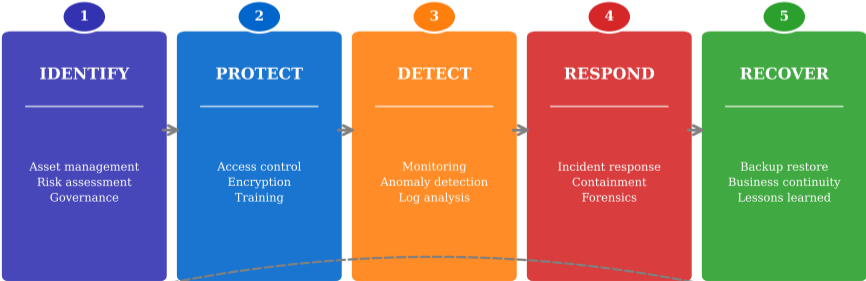 1
IDENTIFY
Asset management
Risk assessment
Governance
2
PROTECT
Access control
Encryption
Training
3
DETECT
Monitoring
Anomaly detection
Log analysis
4
RESPOND
Incident response
Containment
Forensics
5
RECOVER
Backup restore
Business continuity
Lessons learned